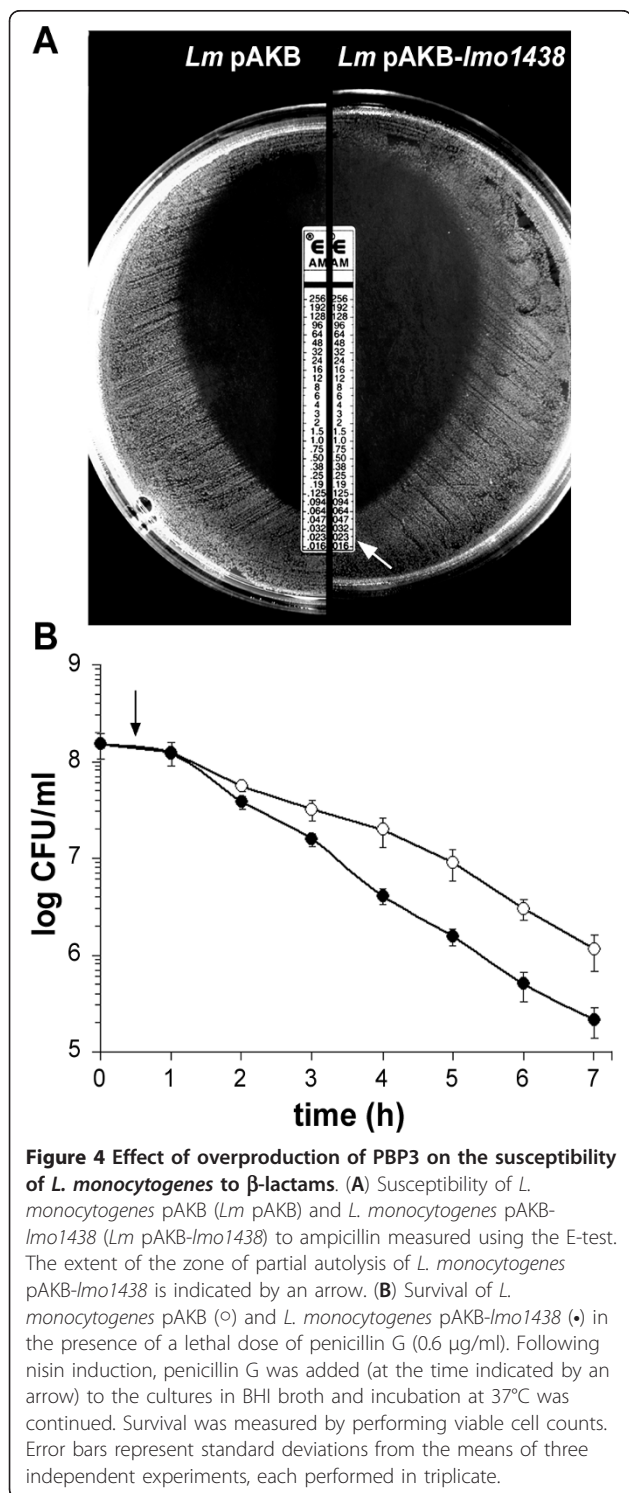 A
Lm pAKB Lm pAKB-lmo1438
® E E
AM AM
256 256
192 192
128 128
96 96
64 64
48 48
32 32
24 24
16 16
12 12
8 8
6 6
4 4
3 3
2 2
1.5 1.5
1.0 1.0
.75 .75
.50 .50
.38 .38
.25 .25
.19 .19
.125 .125
.094 .094
.064 .064
.047 .047
.032 .032
.023 .023
.016 .016
B
log CFU/ml
9
8
7
6
5
0 1 2 3 4 5 6 7
time (h)
Figure 4 Effect of overproduction of PBP3 on the susceptibility
of L. monocytogenes to β-lactams. (A) Susceptibility of L.
monocytogenes pAKB (Lm pAKB) and L. monocytogenes pAKB-
lmo1438 (Lm pAKB-lmo1438) to ampicillin measured using the E-test.
The extent of the zone of partial autolysis of L. monocytogenes
pAKB-lmo1438 is indicated by an arrow. (B) Survival of L.
monocytogenes pAKB (○) and L. monocytogenes pAKB-lmo1438 (•) in
the presence of a lethal dose of penicillin G (0.6 μg/ml). Following
nisin induction, penicillin G was added (at the time indicated by an
arrow) to the cultures in BHI broth and incubation at 37°C was
continued. Survival was measured by performing viable cell counts.
Error bars represent standard deviations from the means of three
independent experiments, each performed in triplicate.